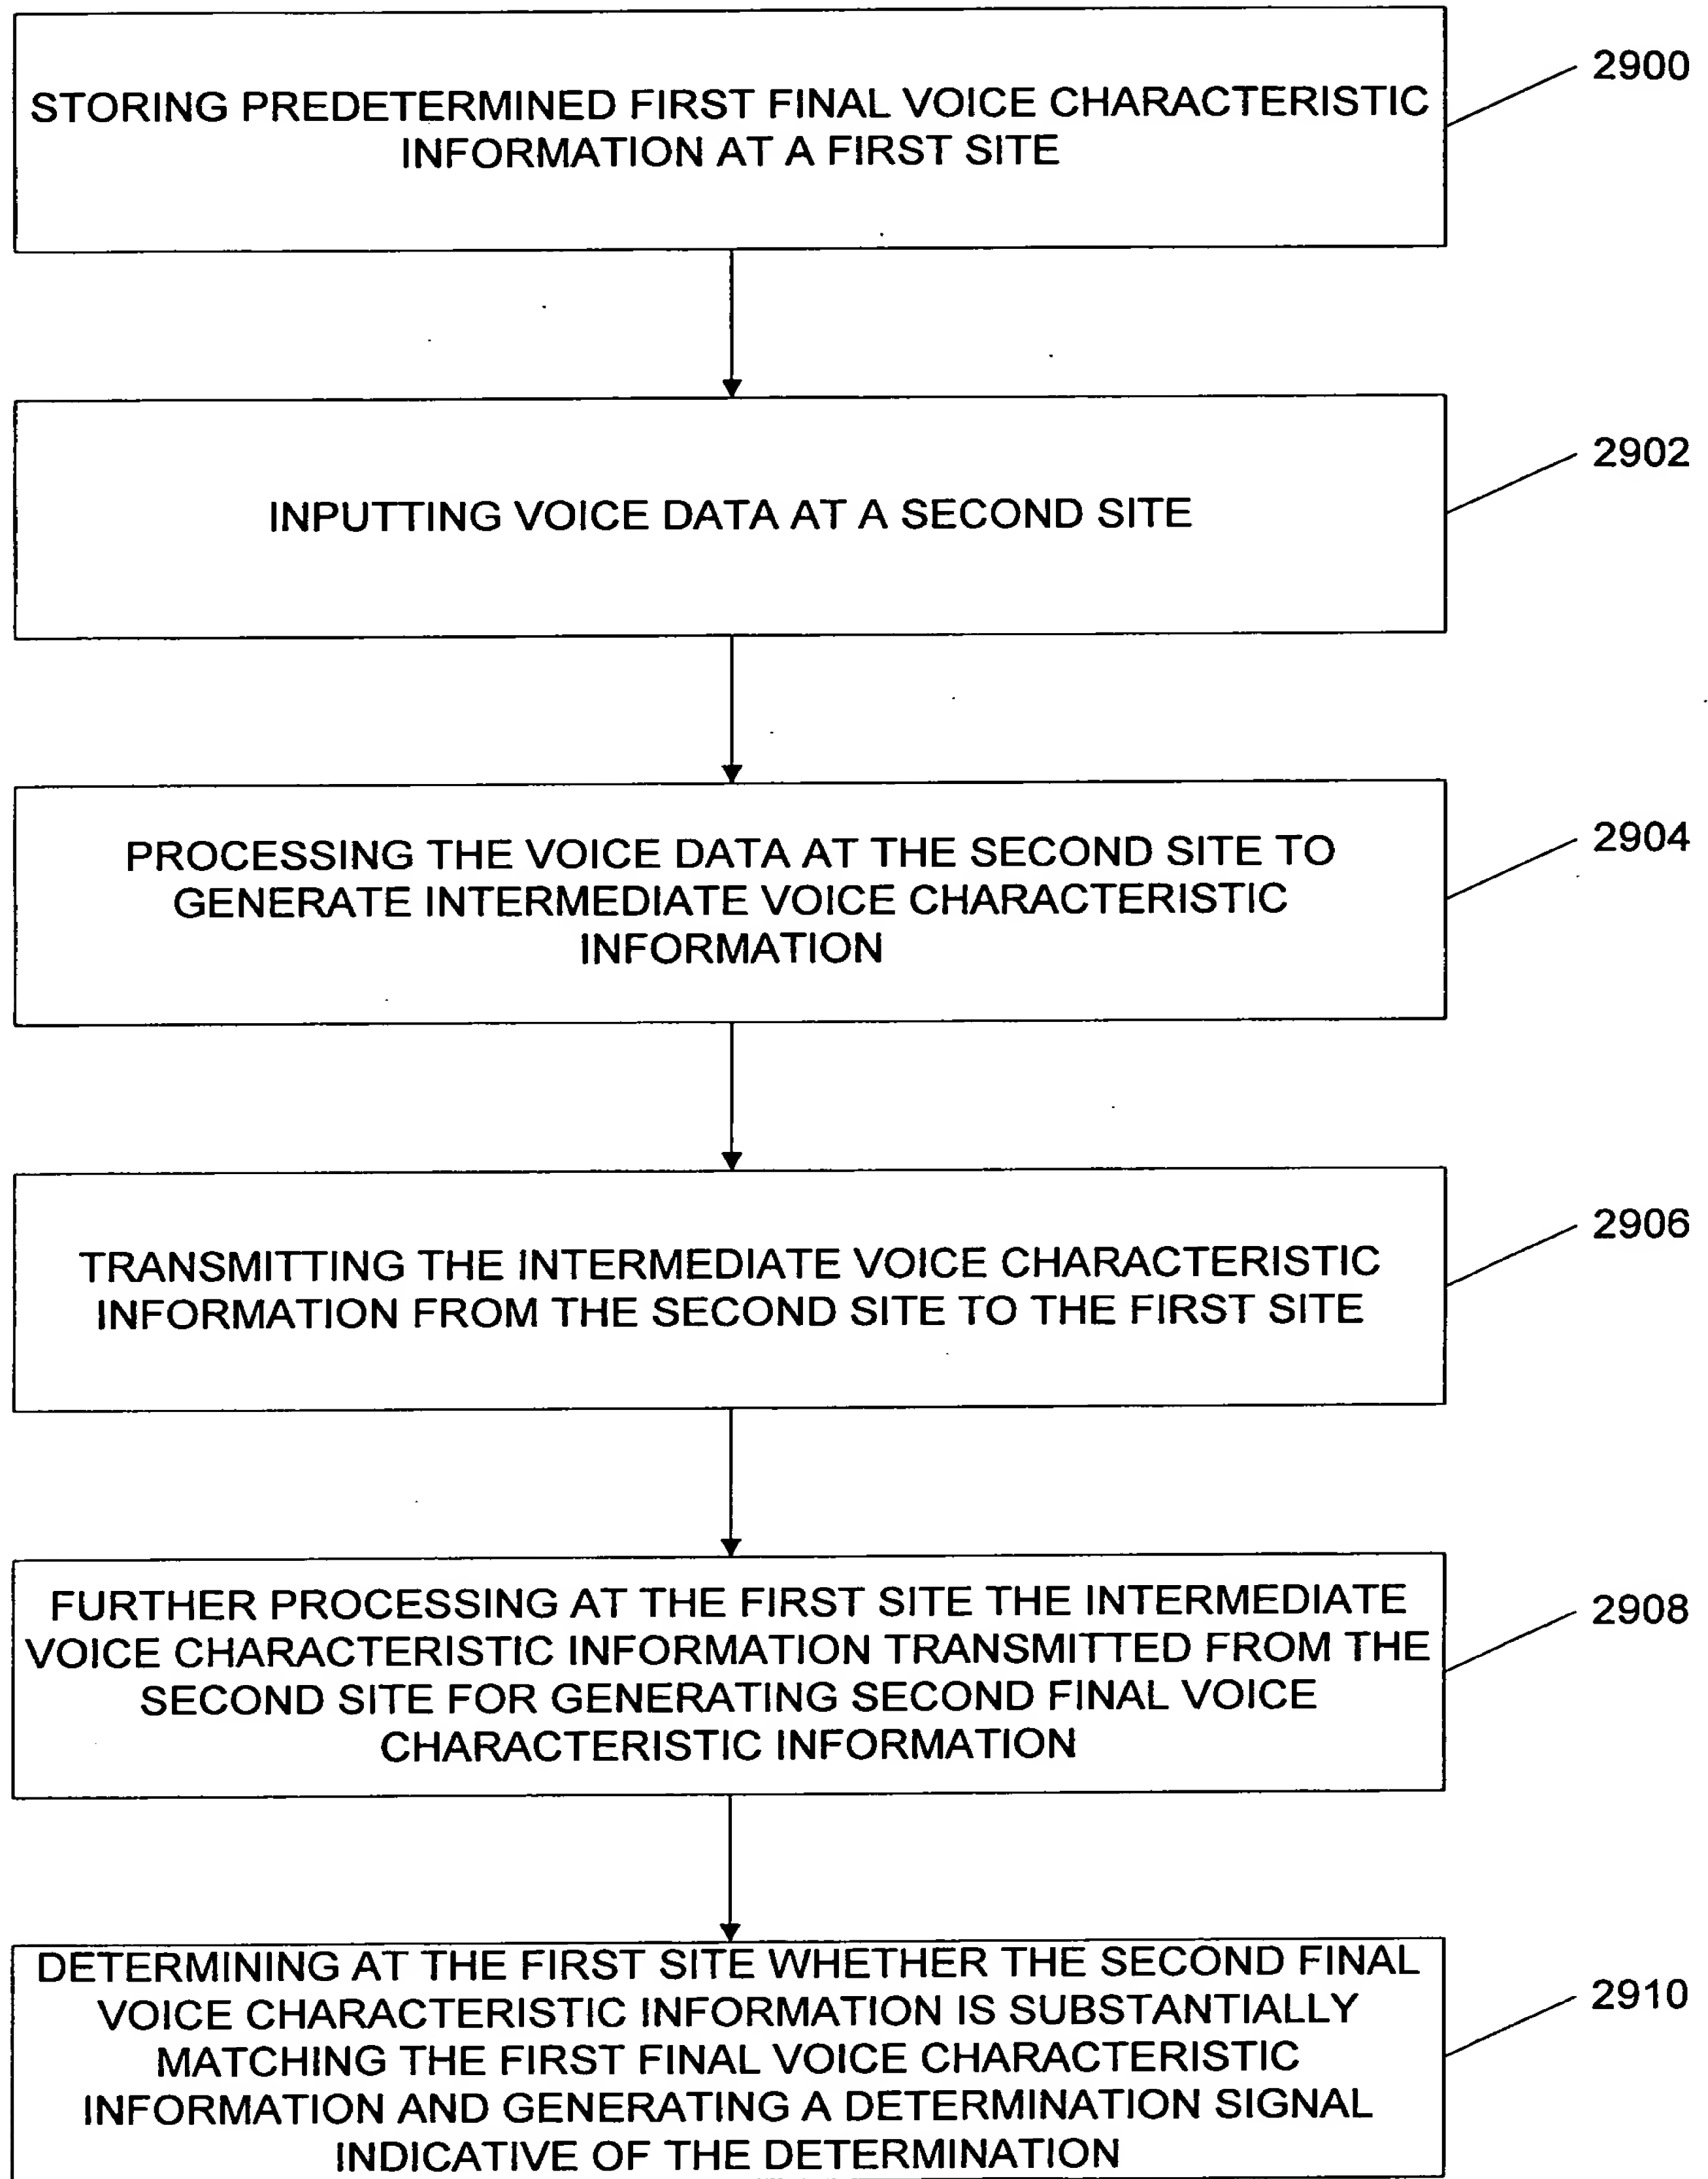 2900
STORING PREDETERMINED FIRST FINAL VOICE CHARACTERISTIC
INFORMATION AT A FIRST SITE
2902
INPUTTING VOICE DATA AT A SECOND SITE
2904
PROCESSING THE VOICE DATA AT THE SECOND SITE TO
GENERATE INTERMEDIATE VOICE CHARACTERISTIC
INFORMATION
2906
TRANSMITTING THE INTERMEDIATE VOICE CHARACTERISTIC
INFORMATION FROM THE SECOND SITE TO THE FIRST SITE
2908
FURTHER PROCESSING AT THE FIRST SITE THE INTERMEDIATE
VOICE CHARACTERISTIC INFORMATION TRANSMITTED FROM THE
SECOND SITE FOR GENERATING SECOND FINAL VOICE
CHARACTERISTIC INFORMATION
2910
DETERMINING AT THE FIRST SITE WHETHER THE SECOND FINAL
VOICE CHARACTERISTIC INFORMATION IS SUBSTANTIALLY
MATCHING THE FIRST FINAL VOICE CHARACTERISTIC
INFORMATION AND GENERATING A DETERMINATION SIGNAL
INDICATIVE OF THE DETERMINATION